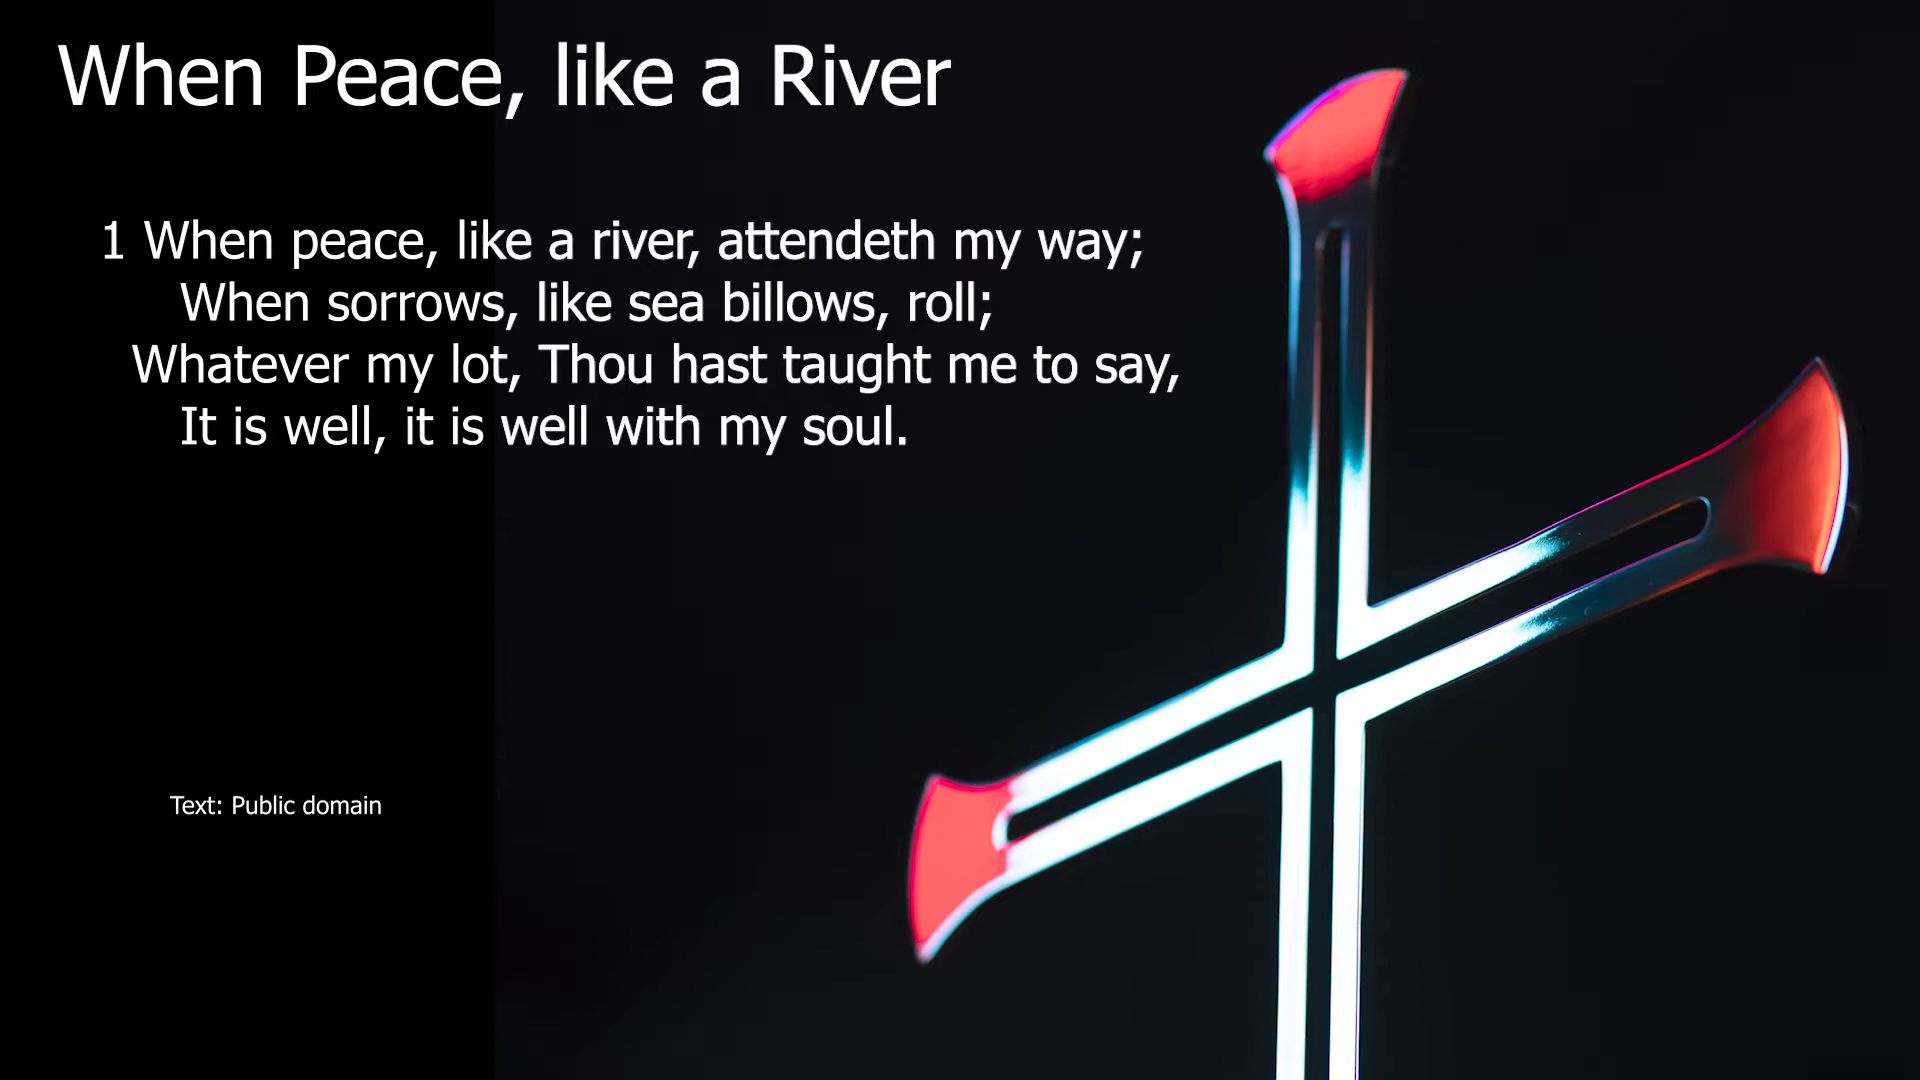 When Peace, like a River
1 When peace, like a river, attendeth my way;
When sorrows, like sea billows, roll;
Whatever my lot, Thou hast taught me to say,
It is well, it is well with my soul.
Text: Public domain